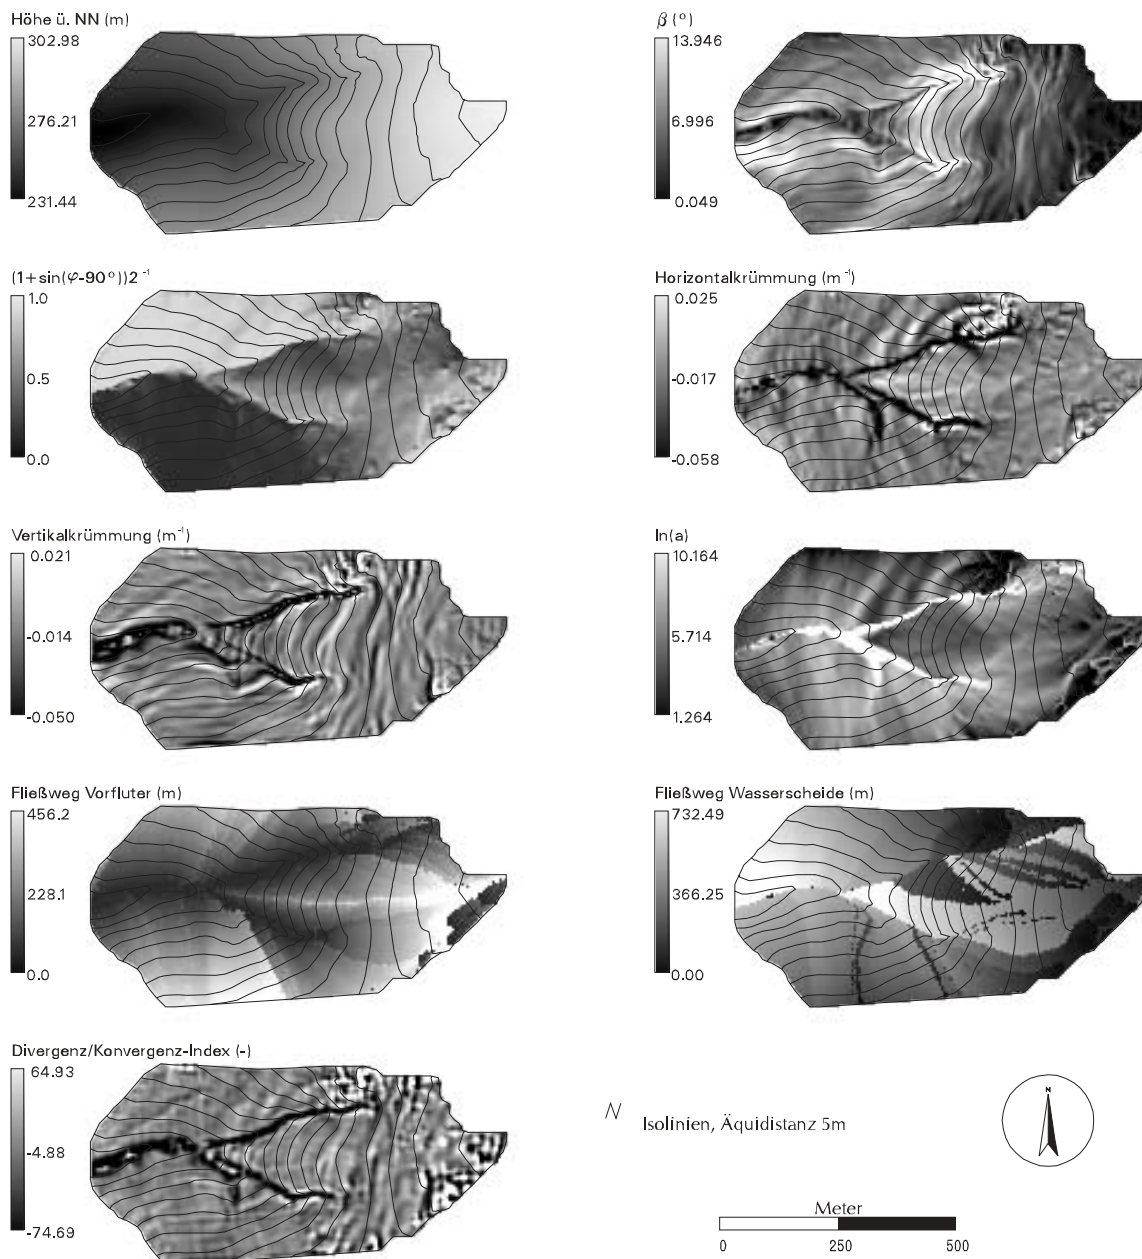 Höhe ü. NN (m)
302.98
276.21
231.44
β (°)
13.946
6.996
0.049
(1+sin(φ-90°))2⁻¹
1.0
0.5
0.0
Horizontalkrümmung (m⁻¹)
0.025
-0.017
-0.058
Vertikalkrümmung (m⁻¹)
0.021
-0.014
-0.050
ln(a)
10.164
5.714
1.264
Fließweg Vorfluter (m)
456.2
228.1
0.0
Fließweg Wasserscheide (m)
732.49
366.25
0.00
Divergenz/Konvergenz-Index (-)
64.93
-4.88
-74.69
N
Isolinien, Äquidistanz 5m
Meter
0 250 500